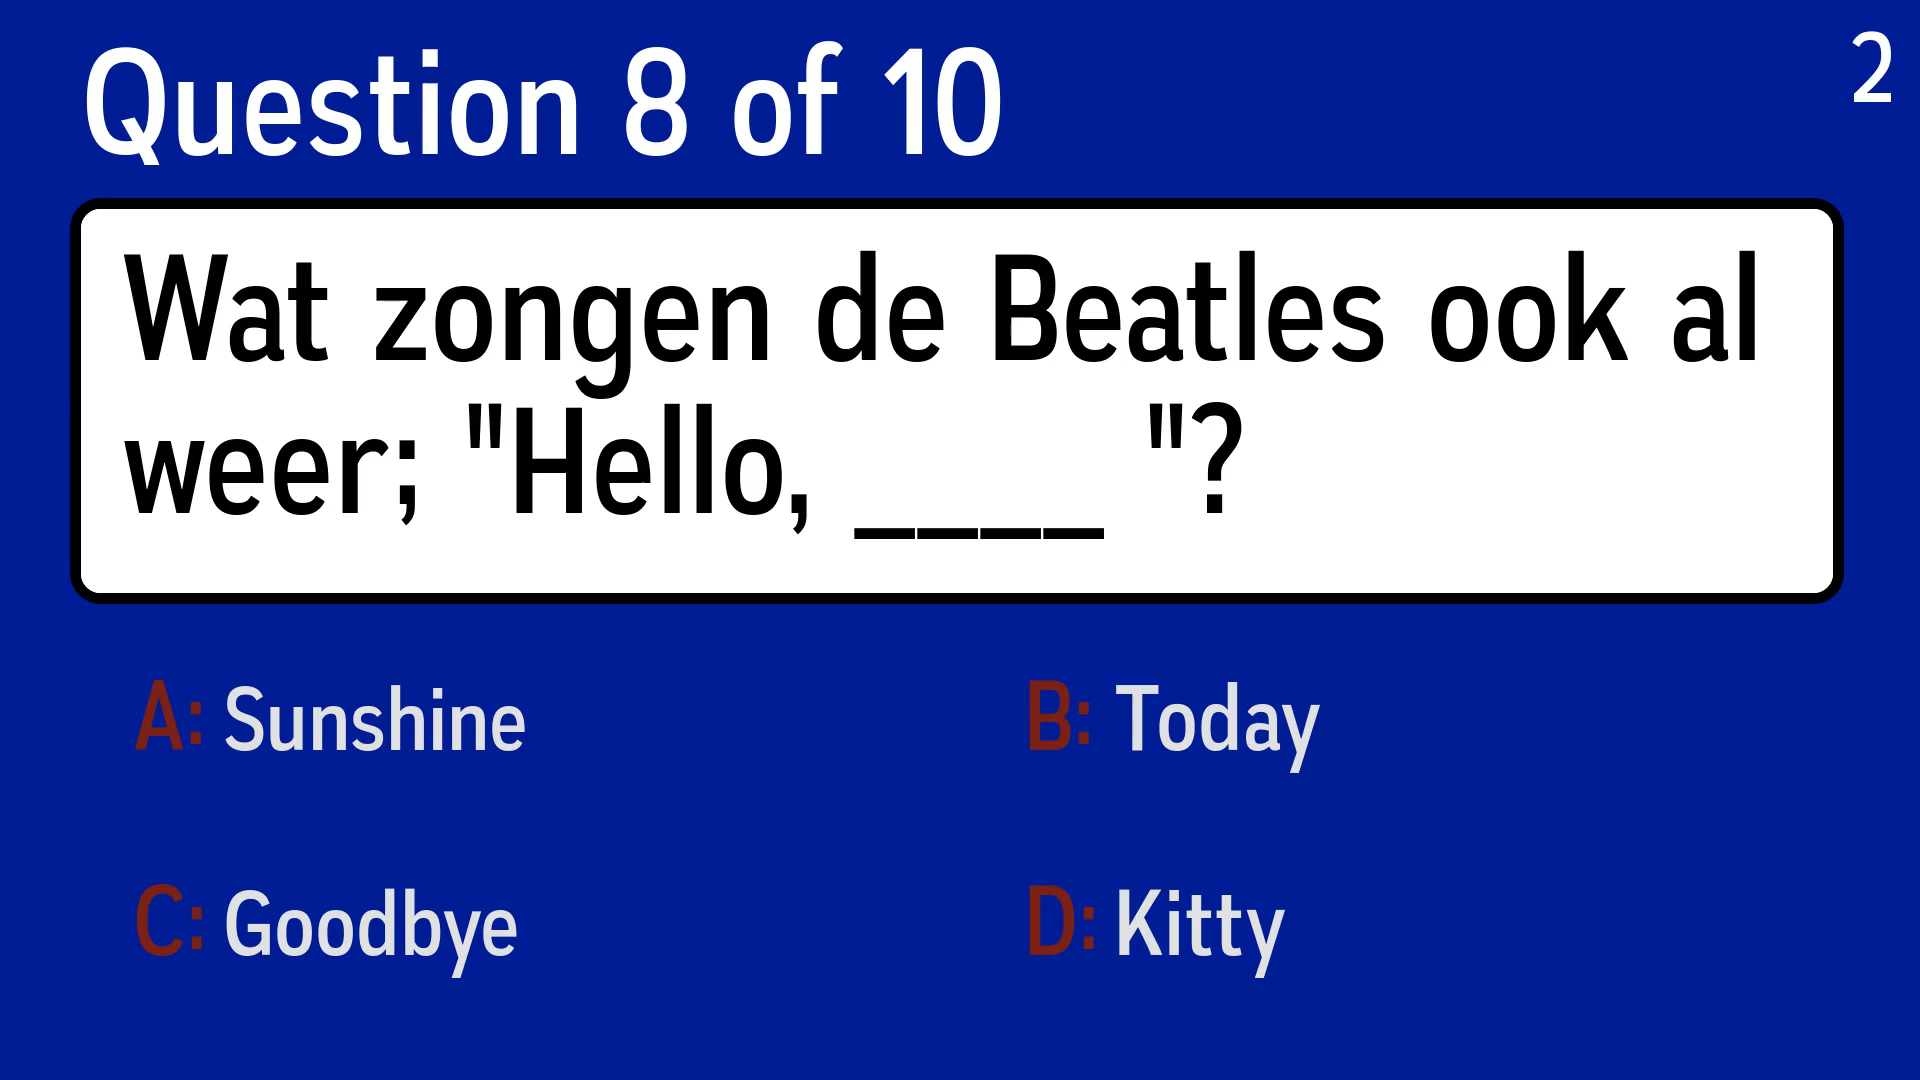 Question 8 of 10
2
Wat zongen de Beatles ook al
weer; "Hello, ____ "?
A: Sunshine
B: Today
C: Goodbye
D: Kitty